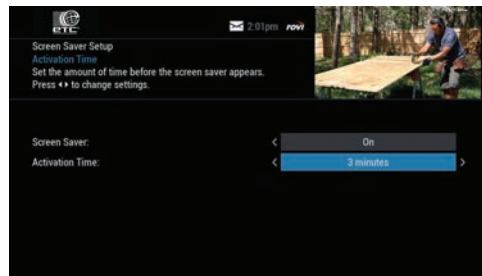 etc
2:01pm rovi
Screen Saver Setup
Activation Time
Set the amount of time before the screen saver appears.
Press ◂▸ to change settings.
Screen Saver: < On
Activation Time: < 3 minutes >